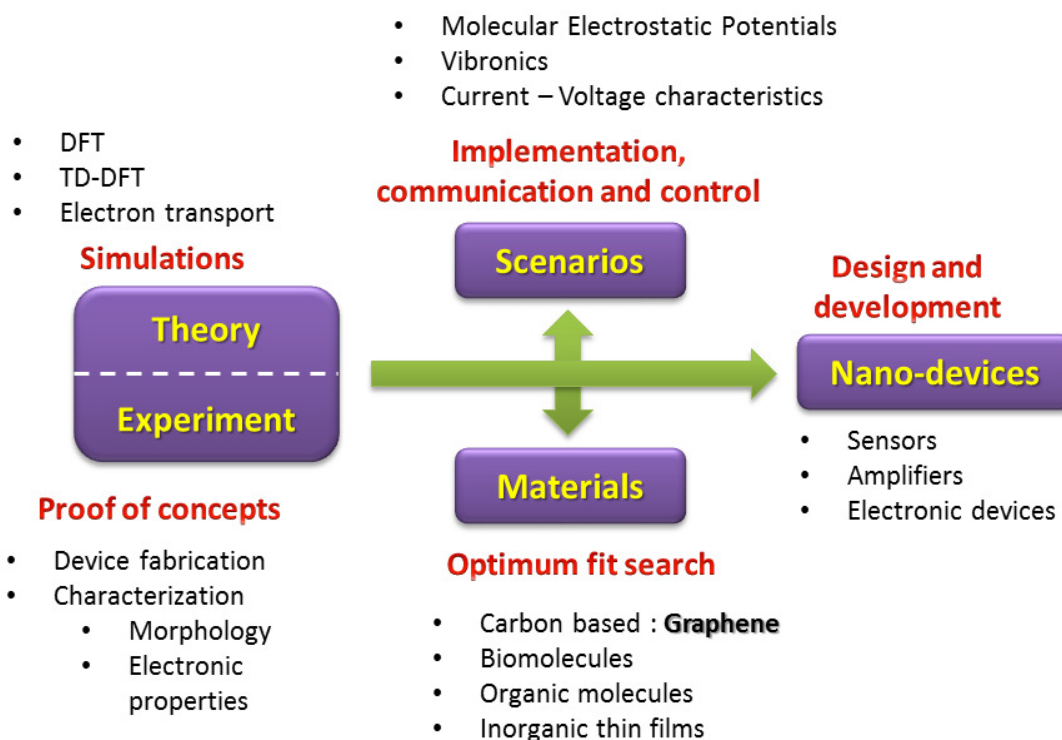 • Molecular Electrostatic Potentials
• Vibronics
• Current – Voltage characteristics
• DFT
• TD-DFT
• Electron transport
Implementation,
communication and control
Simulations
Scenarios
Design and
development
Theory
Experiment
Nano-devices
• Sensors
• Amplifiers
• Electronic devices
Materials
Proof of concepts
• Device fabrication
• Characterization
• Morphology
• Electronic
properties
Optimum fit search
• Carbon based : Graphene
• Biomolecules
• Organic molecules
• Inorganic thin films